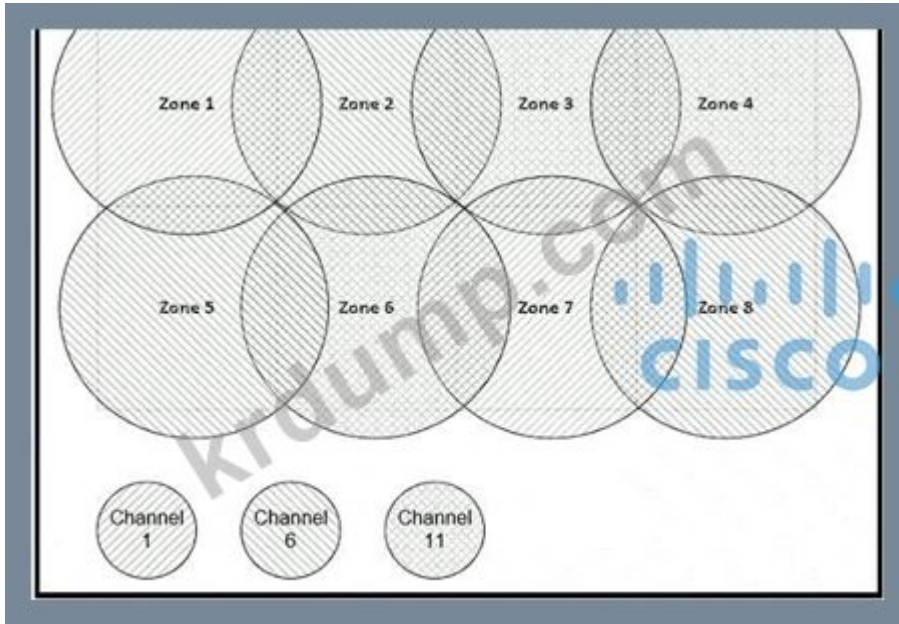 Zone 1
Zone 2
Zone 3
Zone 4
Zone 5
Zone 6
Zone 7
Zone 8
krdump.com
CISCO
Channel
1
Channel
6
Channel
11